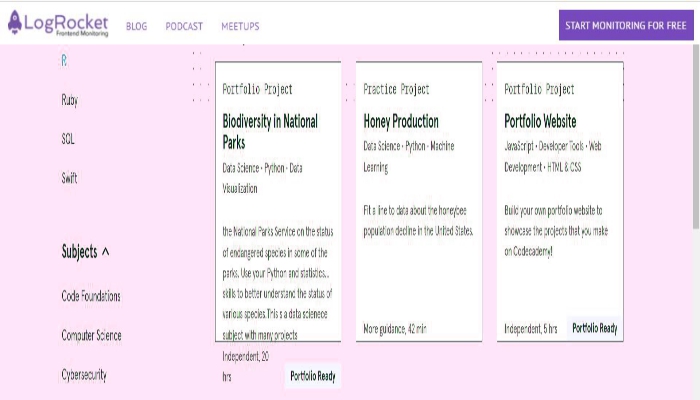 LogRocket
Frontend Monitoring
BLOG PODCAST MEETUPS
START MONITORING FOR FREE
R
Ruby
SQL
Swift
Subjects
Code Foundations
Computer Science
Cybersecurity
Portfolio Project
Biodiversity in National
Parks
Data Science • Python • Data
Visualization
the National Parks Service on the status
of endangered species in some of the
parks. Use your Python and statistics...
skills to better understand the status of
various species.This s a data scienece
subject with many projects
Independent, 20
hrs
Portfolio Ready
Practice Project
Honey Production
Data Science • Python • Machine
Learning
Fit a line to data about the honeybee
population decline in the United States.
More guidance, 42 min
Portfolio Project
Portfolio Website
JavaScript • Developer Tools • Web
Development • HTML & CSS
Build your own portfolio website to
showcase the projects that you make
on Codecademy!
Independent, 5 hrs
Portfolio Ready